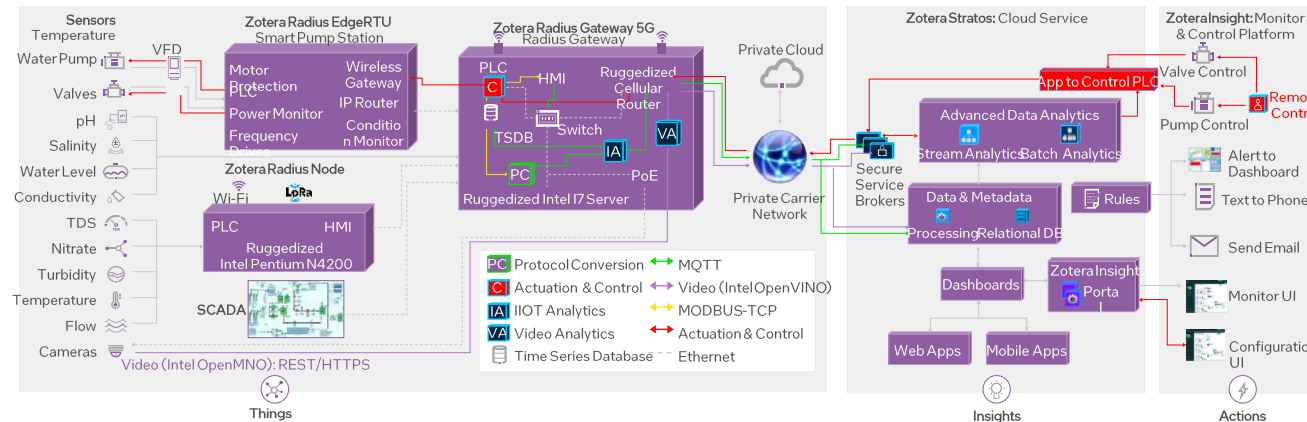 Sensors
Temperature
Water Pump
Valves
pH
Salinity
Water Level
Conductivity
TDS
Nitrate
Turbidity
Temperature
Flow
Cameras
VFD
Zotera Radius EdgeRTU
Smart Pump Station
Motor
Protection
PLC
Power Monitor
Frequency
Drives
Wireless
Gateway
IP Router
Conditio
n Monitor
Zotera Radius Node
Wi-Fi
LoRa
PLC
HMI
Ruggedized
Intel Pentium N4200
SCADA
Video (Intel OpenMNO): REST/HTTPS
Things
Zotera Radius Gateway 5G
Radius Gateway
PLC
C
HMI
Ruggedized
Cellular
Router
Switch
TSDB
IA
VA
PC
PoE
Ruggedized Intel I7 Server
PC Protocol Conversion
C Actuation & Control
IA IIOT Analytics
VA Video Analytics
Time Series Database
MQTT
Video (Intel OpenVINO)
MODBUS-TCP
Actuation & Control
Ethernet
Private Cloud
Private Carrier
Network
Zotera Stratos: Cloud Service
Secure
Service
Brokers
App to Control PLC
Advanced Data Analytics
Stream Analytics
Batch Analytics
Data & Metadata
Processing
Relational DB
Rules
Dashboards
Zotera Insight
Porta
l
Web Apps
Mobile Apps
Insights
Zotera Insight: Monitor
& Control Platform
Valve Control
Pump Control
Remo
Contr
Alert to
Dashboard
Text to Phone
Send Email
Monitor UI
Configuratio
UI
Actions